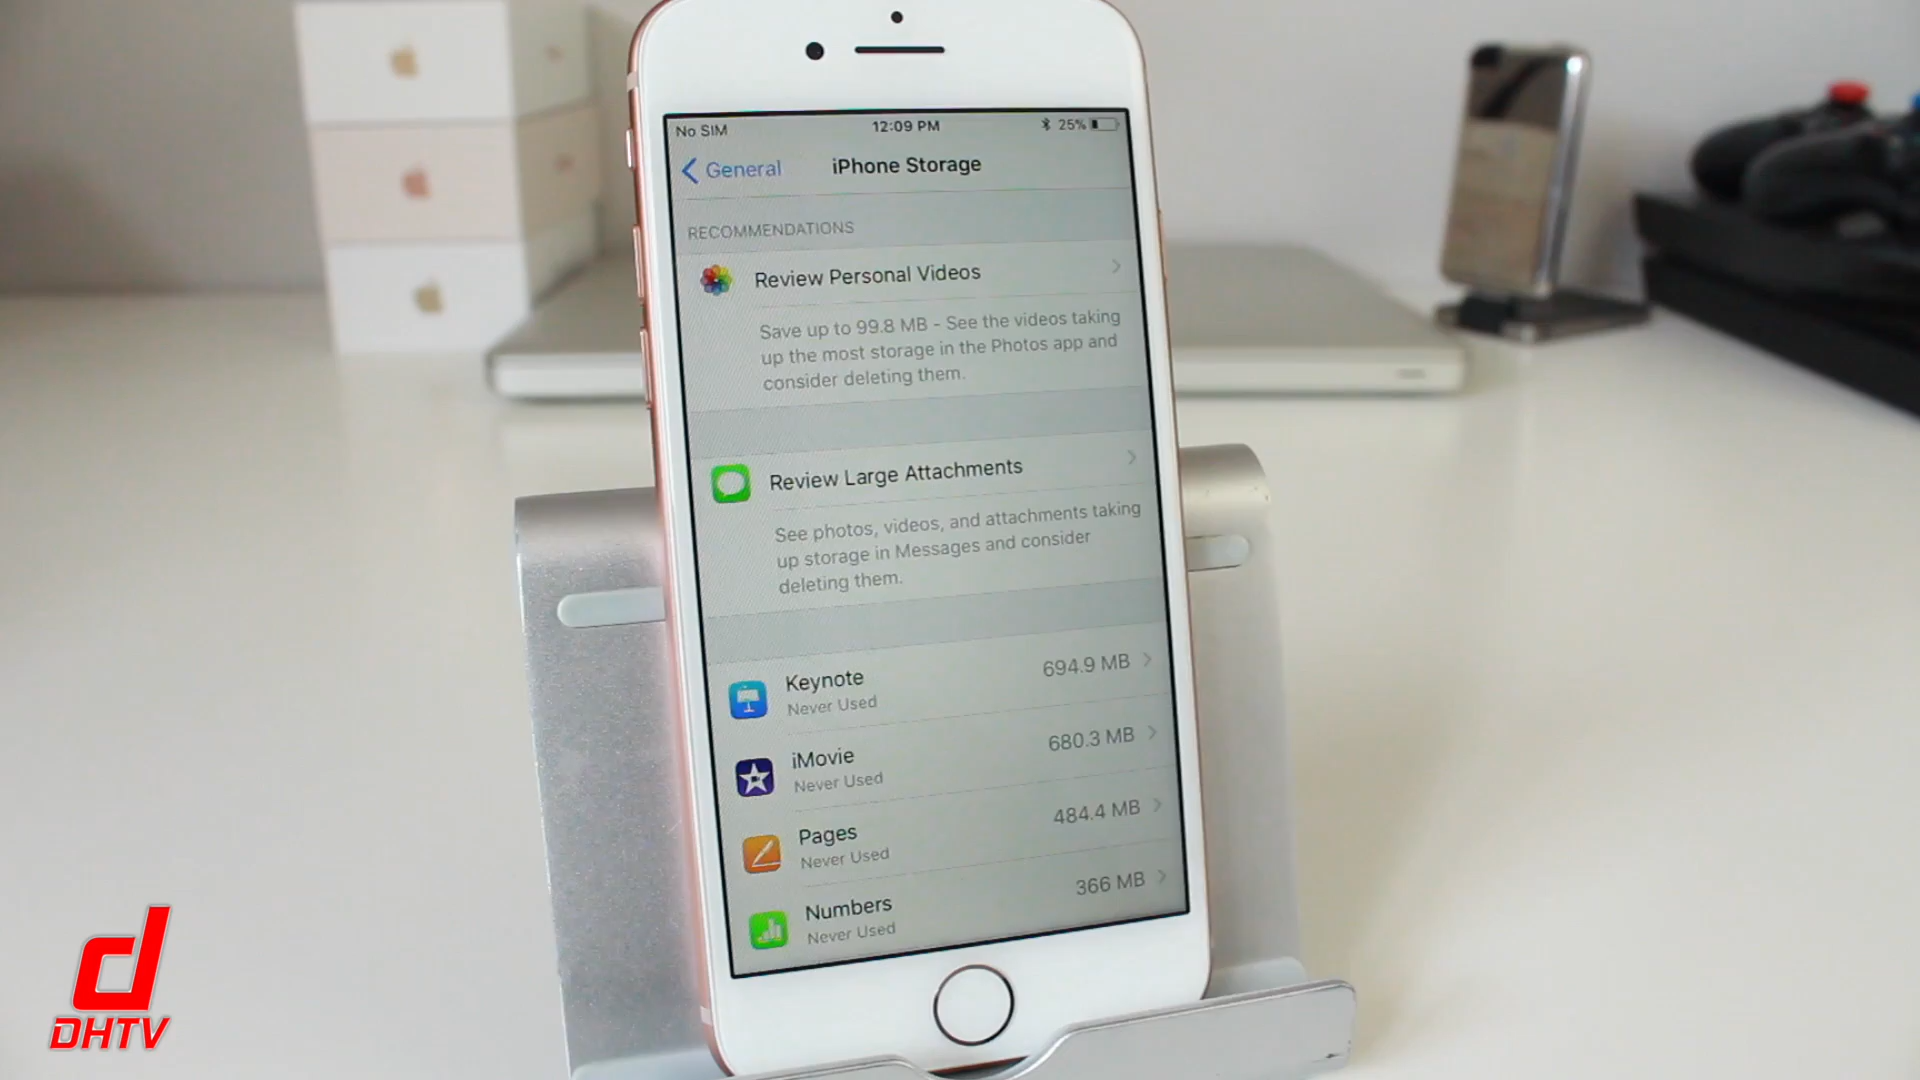 No SIM 12:09 PM 25%
General iPhone Storage
RECOMMENDATIONS
Review Personal Videos
Save up to 99.8 MB - See the videos taking
up the most storage in the Photos app and
consider deleting them.
Review Large Attachments
See photos, videos, and attachments taking
up storage in Messages and consider
deleting them.
Keynote 694.9 MB
Never Used
iMovie 680.3 MB
Never Used
Pages 484.4 MB
Never Used
Numbers 366 MB
Never Used
d
DHTV